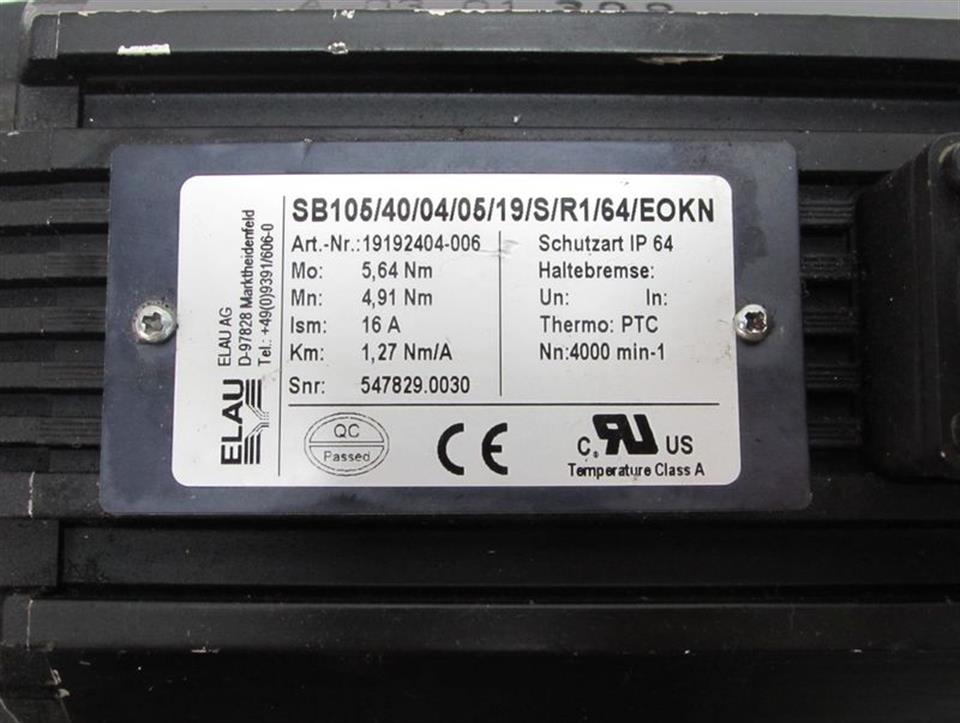 SB105/40/04/05/19/S/R1/64/EOKN
Art.-Nr.:19192404-006
Mo: 5,64 Nm
Mn: 4,91 Nm
Ism: 16 A
Km: 1,27 Nm/A
Snr: 547829.0030
Schutzart IP 64
Haltebremse:
Un: In:
Thermo: PTC
Nn:4000 min-1
ELAU
ELAU AG
D-97828 Marktheidenfeld
Tel.: +49(0)9391/606-0
QC
Passed
CE
C RU US
Temperature Class A